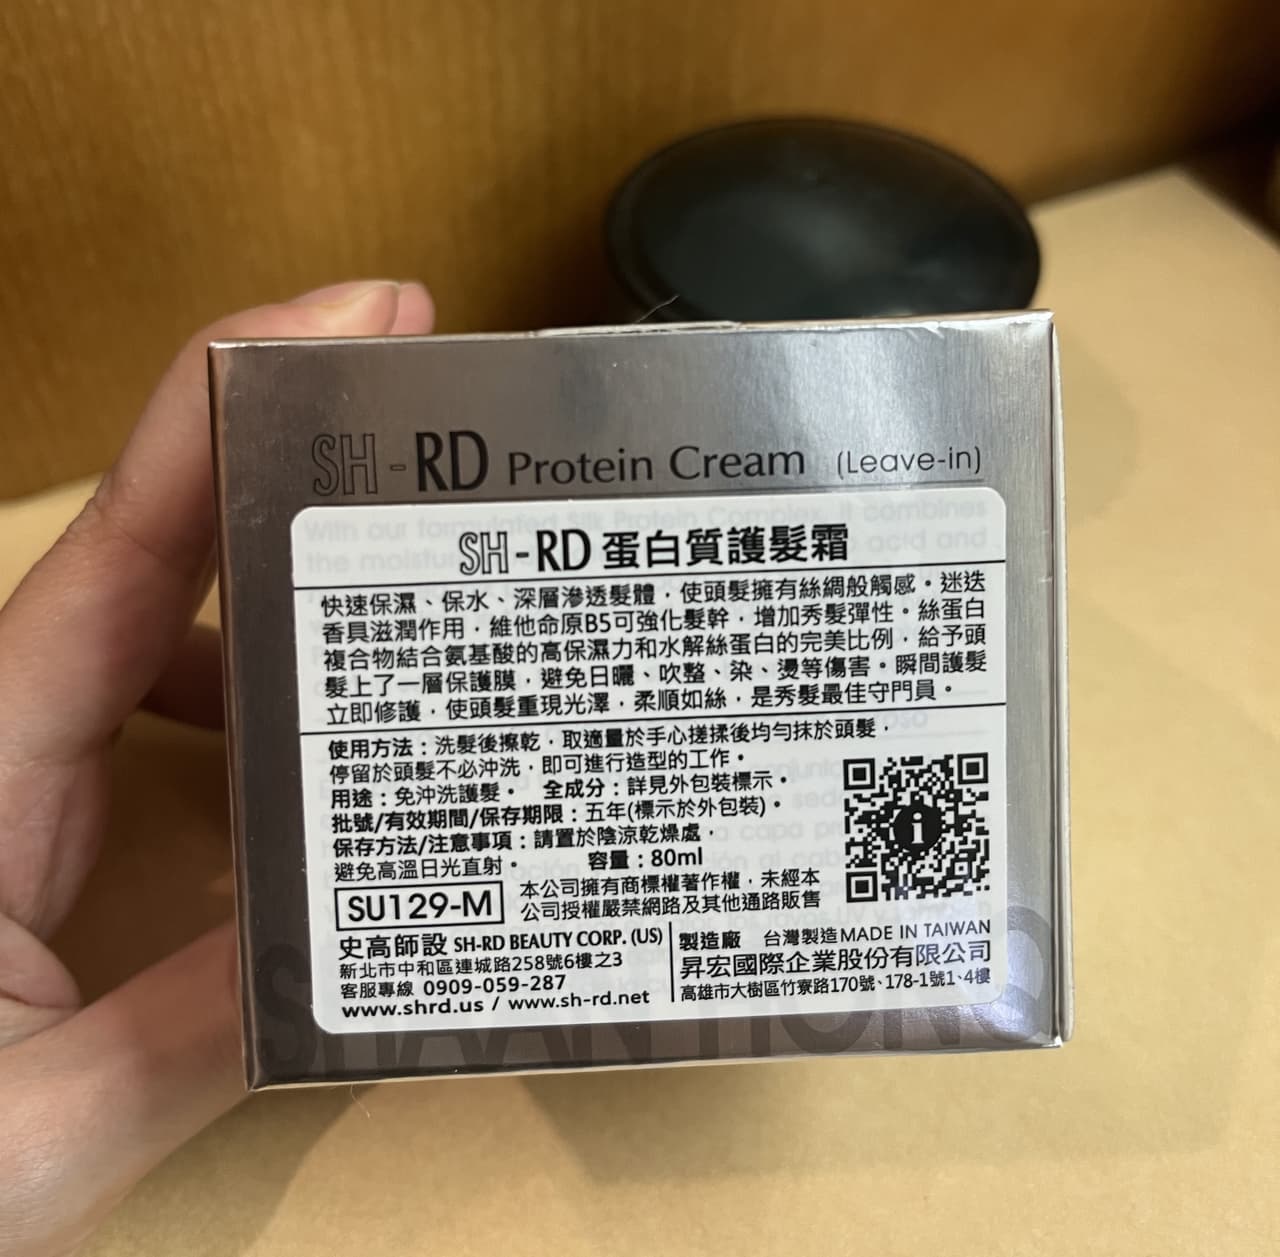 SH-RD Protein Cream (Leave-in)
With our formulated Silk Protein Complex, it combines
the moistur acid and
SH-RD 蛋白質護髮霜
快速保濕、保水、深層滲透髮體，使頭髮擁有絲綢般觸感。迷迭
香具滋潤作用，維他命原B5可強化髮幹，增加秀髮彈性。絲蛋白
複合物結合氨基酸的高保濕力和水解絲蛋白的完美比例，給予頭
髮上了一層保護膜，避免日曬、吹整、染、燙等傷害。瞬間護髮
立即修護，使頭髮重現光澤，柔順如絲，是秀髮最佳守門員。
使用方法：洗髮後擦乾，取適量於手心搓揉後均勻抹於頭髮，
停留於頭髮不必沖洗，即可進行造型的工作。
用途：免沖洗護髮。 全成分：詳見外包裝標示。
批號/有效期間/保存期限：五年(標示於外包裝)。
保存方法/注意事項：請置於陰涼乾燥處，
避免高溫日光直射。 容量：80ml
SU129-M
本公司擁有商標權著作權，未經本
公司授權嚴禁網路及其他通路販售
史高師設 SH-RD BEAUTY CORP. (US)
新北市中和區連城路258號6樓之3
客服專線 0909-059-287
www.shrd.us / www.sh-rd.net
製造廠 台灣製造MADE IN TAIWAN
昇宏國際企業股份有限公司
高雄市大樹區竹寮路170號、178-1號1、4樓